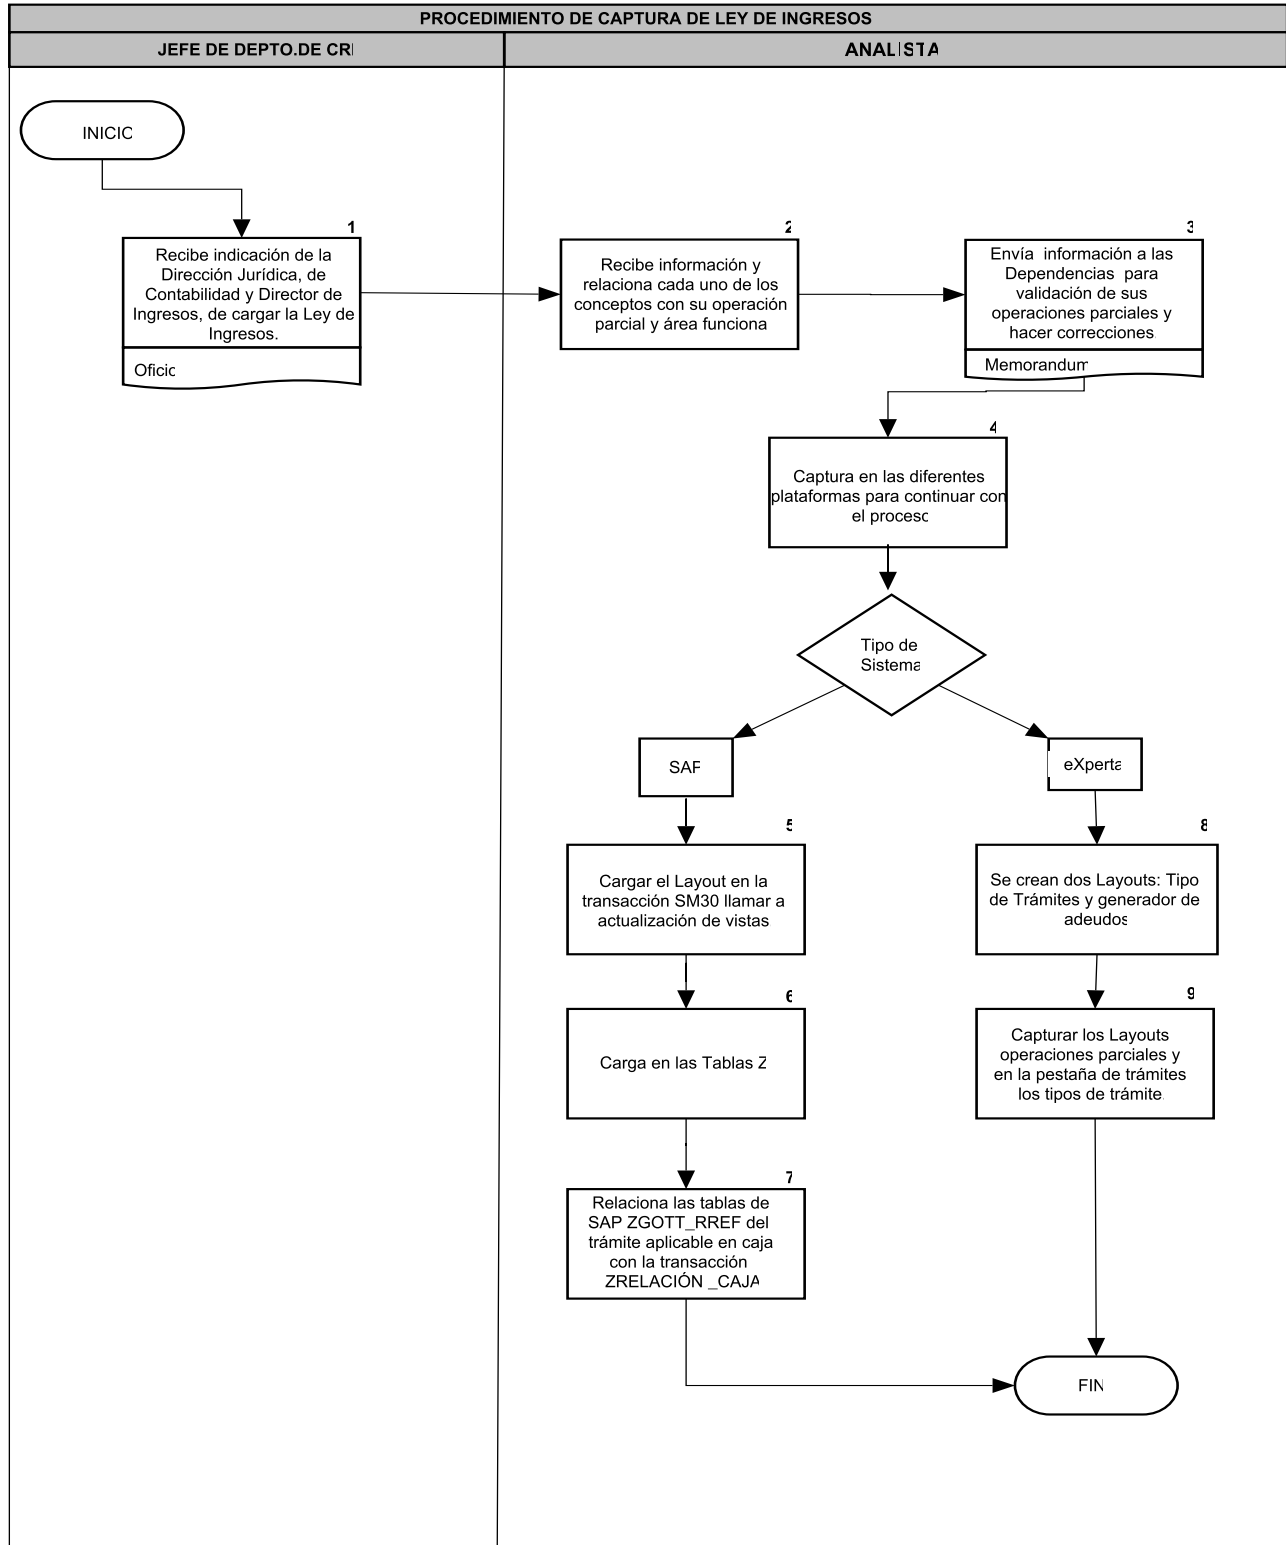 PROCEDIMIENTO DE CAPTURA DE LEY DE INGRESOS
JEFE DE DEPTO.DE CRI
ANALISTA
INICIO
1
Recibe indicación de la
Dirección Jurídica, de
Contabilidad y Director de
Ingresos, de cargar la Ley de
Ingresos.
Oficio
2
Recibe información y
relaciona cada uno de los
conceptos con su operación
parcial y área funciona
3
Envía información a las
Dependencias para
validación de sus
operaciones parciales y
hacer correcciones
Memorandum
4
Captura en las diferentes
plataformas para continuar con
el proceso
Tipo de
Sistema
SAP
eXperta
5
Cargar el Layout en la
transacción SM30 llamar a
actualización de vistas
8
Se crean dos Layouts: Tipo
de Trámites y generador de
adeudos
6
Carga en las Tablas Z
9
Capturar los Layouts
operaciones parciales y
en la pestaña de trámites
los tipos de trámite
7
Relaciona las tablas de
SAP ZGOTT_RREF del
trámite aplicable en caja
con la transacción
ZRELACIÓN _CAJA
FIN